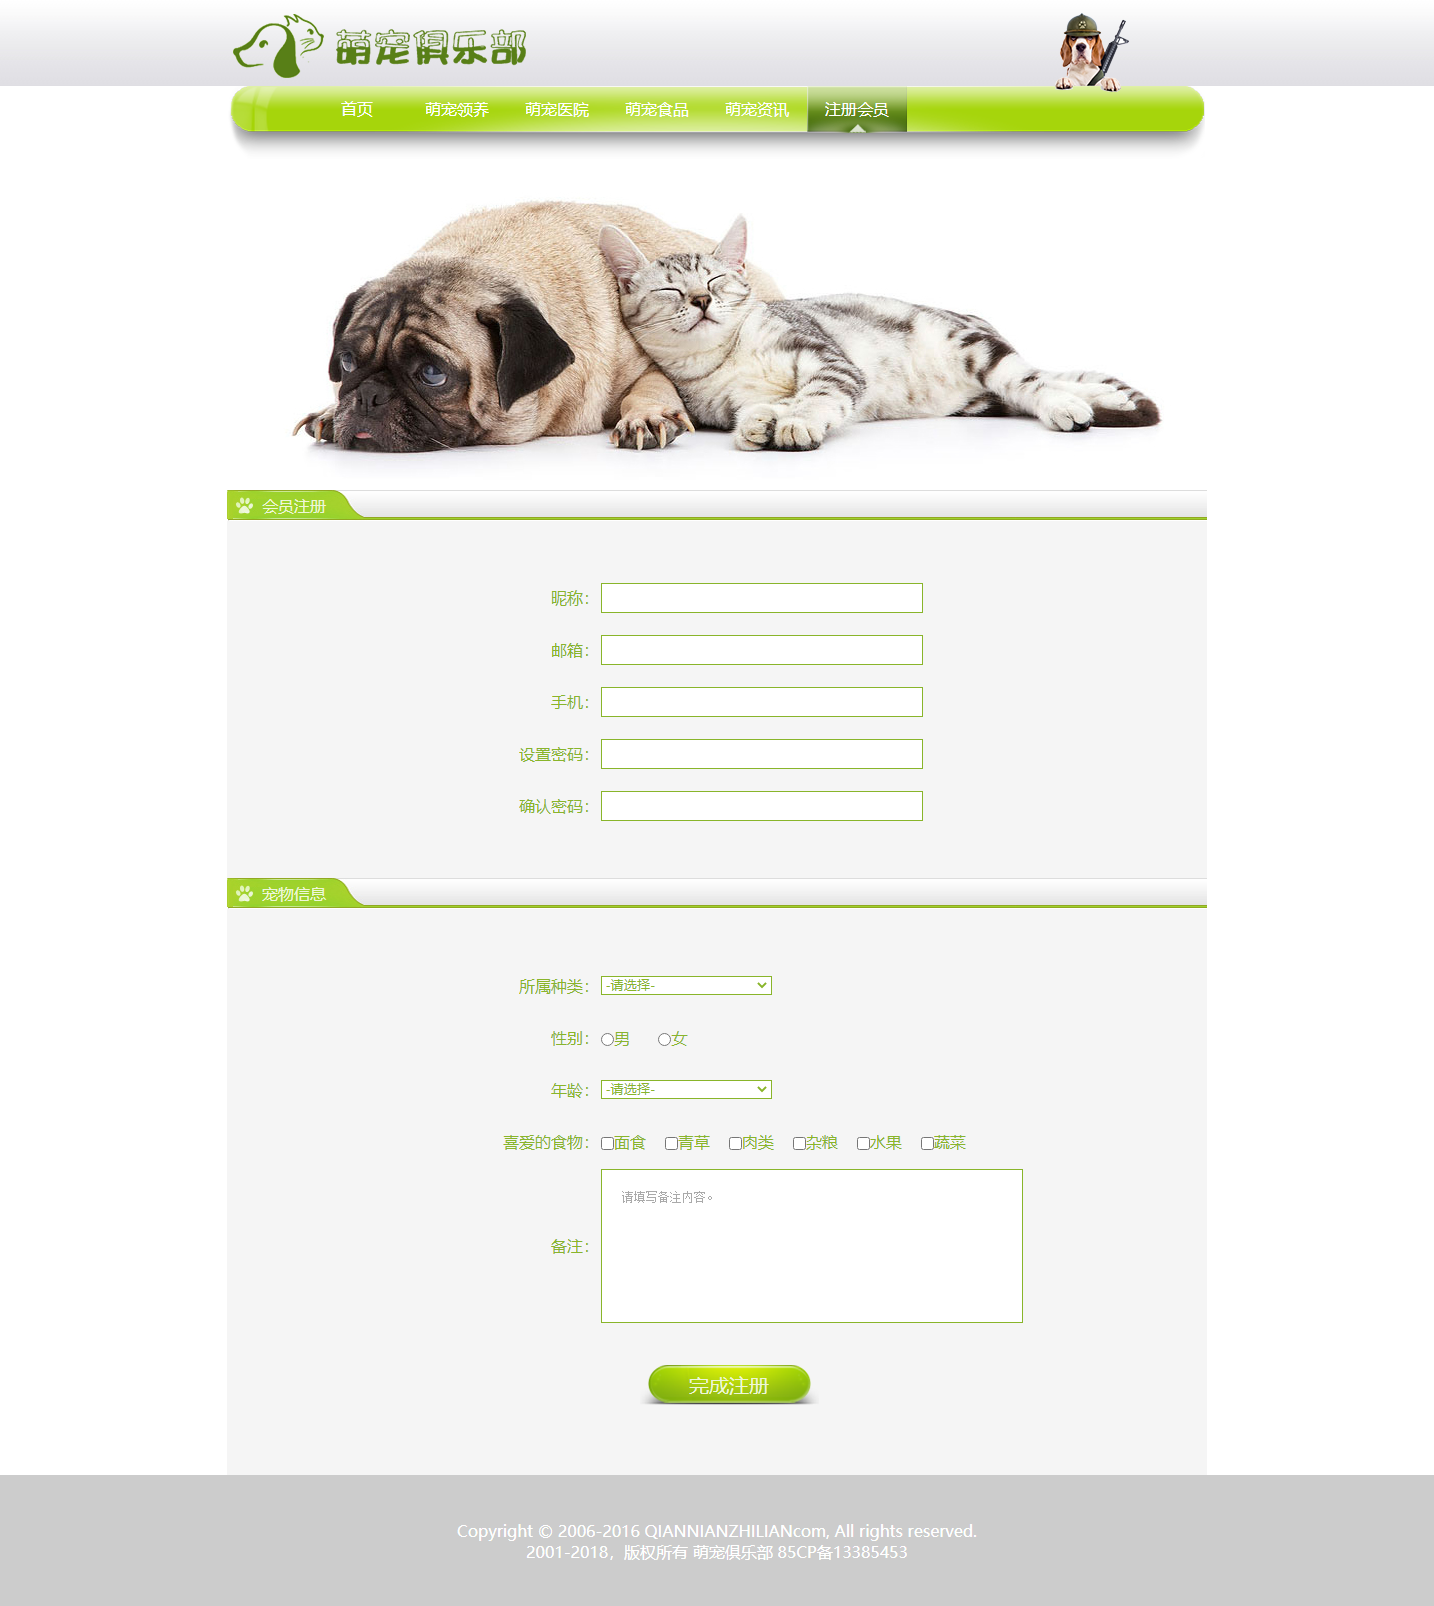 萌宠俱乐部
首页 萌宠领养 萌宠医院 萌宠食品 萌宠资讯 注册会员
会员注册
昵称：
邮箱：
手机：
设置密码：
确认密码：
宠物信息
所属种类： -请选择-
性别： 男 女
年龄： -请选择-
喜爱的食物： 面食 青草 肉类 杂粮 水果 蔬菜
请填写备注内容。
备注：
完成注册
Copyright © 2006-2016 QIANNIANZHILIANcom, All rights reserved.
2001-2018，版权所有 萌宠俱乐部 85CP备13385453